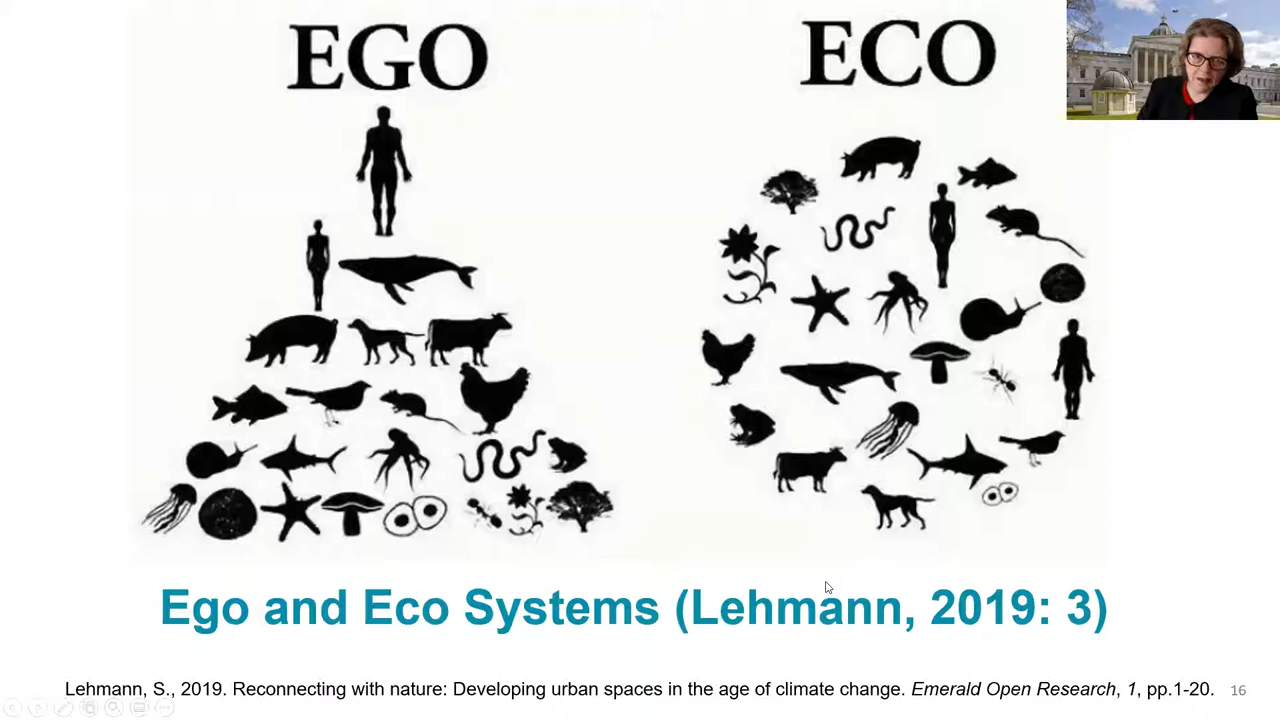 EGO
ECO
Ego and Eco Systems (Lehmann, 2019: 3)
Lehmann, S., 2019. Reconnecting with nature: Developing urban spaces in the age of climate change. Emerald Open Research, 1, pp.1-20.
16